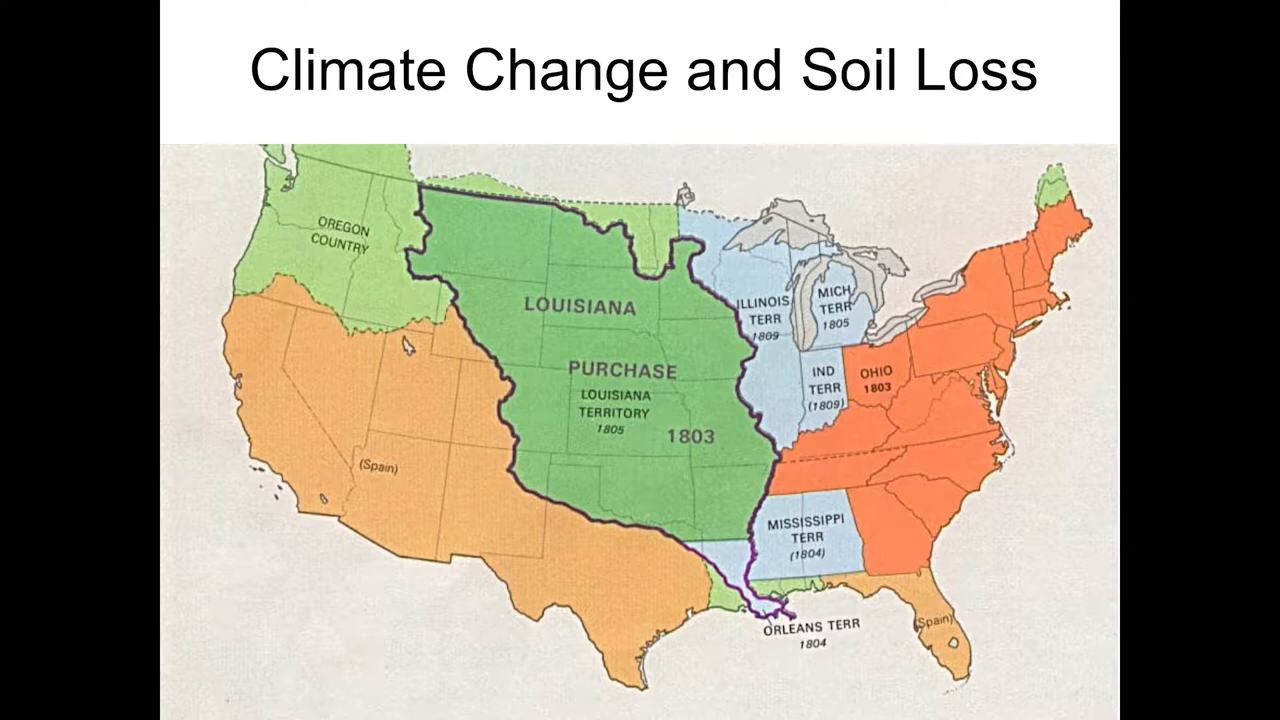 Climate Change and Soil Loss
OREGON
COUNTRY
LOUISIANA
PURCHASE
LOUISIANA
TERRITORY
1805
1803
(Spain)
ILLINOIS
TERR
1809
MICH
TERR
1805
IND
TERR
(1809)
OHIO
1803
MISSISSIPPI
TERR
(1804)
ORLEANS TERR
1804
(Spain)